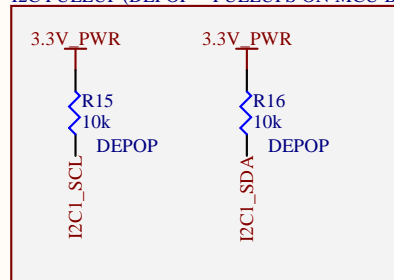 3.3V_PWR
R15
10k
DEPOP
I2C1_SCL
3.3V_PWR
R16
10k
DEPOP
I2C1_SDA